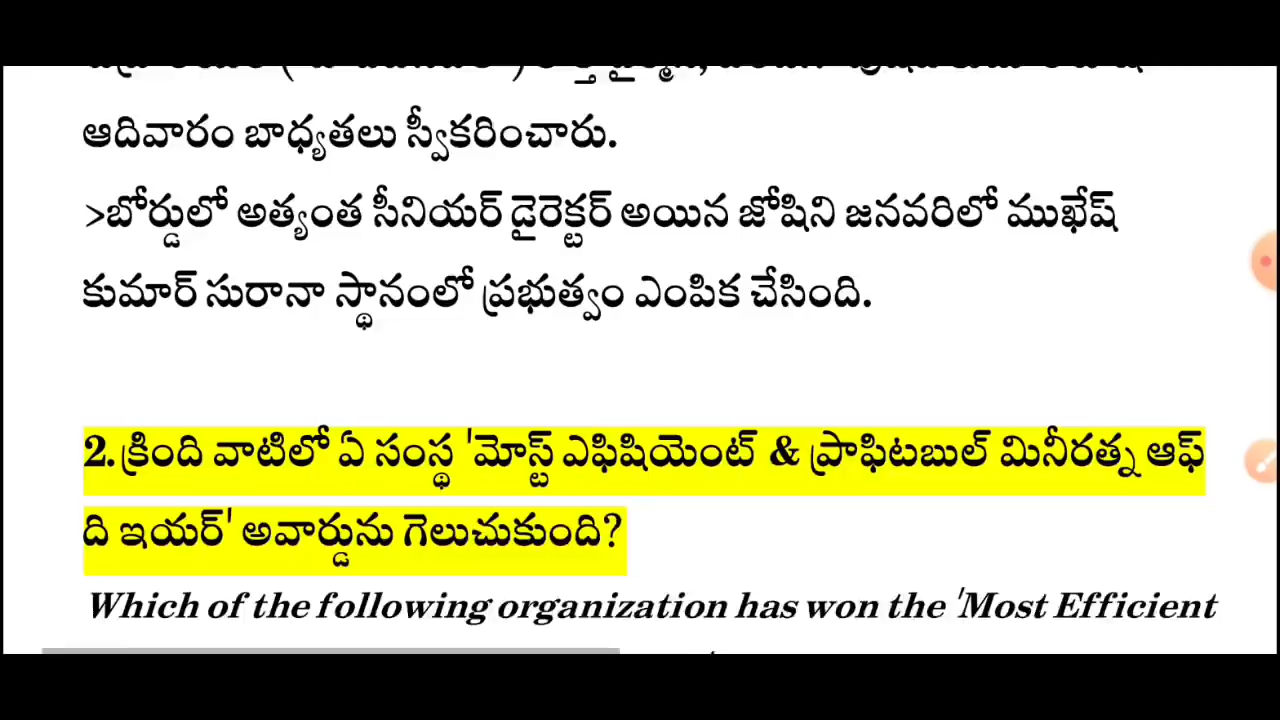 ఆదివారం బాధ్యతలు స్వీకరించారు.
>బోర్డులో అత్యంత సీనియర్ డైరెక్టర్ అయిన జోషిని జనవరిలో ముఖేష్
కుమార్ సురానా స్థానంలో ప్రభుత్వం ఎంపిక చేసింది.
2. క్రింది వాటిలో ఏ సంస్థ 'మోస్ట్ ఎఫిషియెంట్ & ప్రాఫిటబుల్ మినీరత్న ఆఫ్
ది ఇయర్' అవార్డును గెలుచుకుంది?
Which of the following organization has won the 'Most Efficient